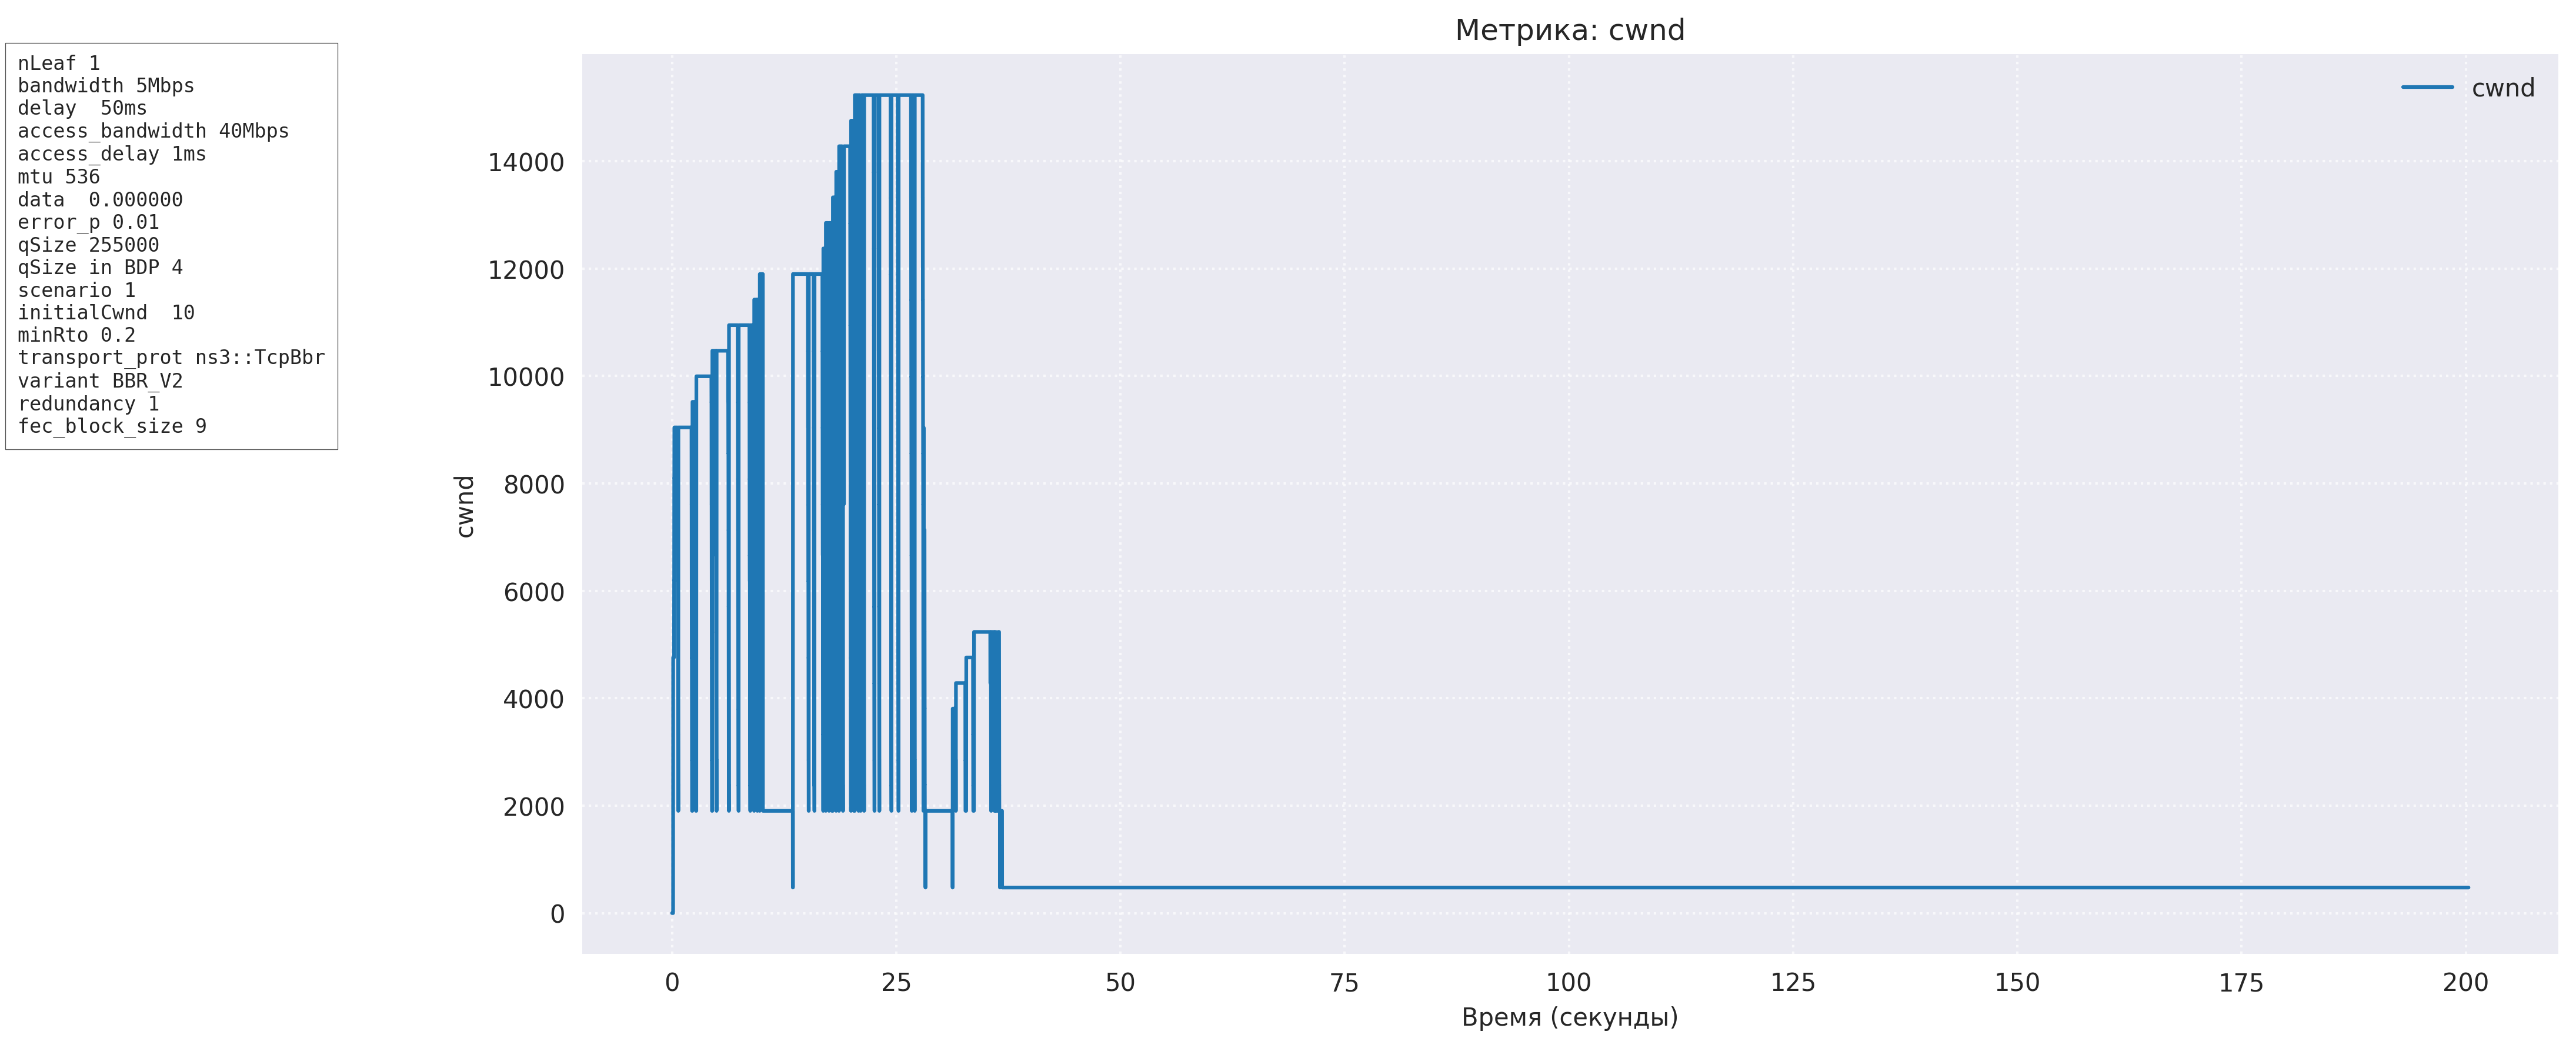 Метрика: cwnd
nLeaf 1
bandwidth 5Mbps
delay  50ms
access_bandwidth 40Mbps
access_delay 1ms
mtu 536
data  0.000000
error_p 0.01
qSize 255000
qSize in BDP 4
scenario 1
initialCwnd  10
minRto 0.2
transport_prot ns3::TcpBbr
variant BBR_V2
redundancy 1
fec_block_size 9
cwnd
cwnd
14000
12000
10000
8000
6000
4000
2000
0
0 25 50 75 100 125 150 175 200
Время (секунды)